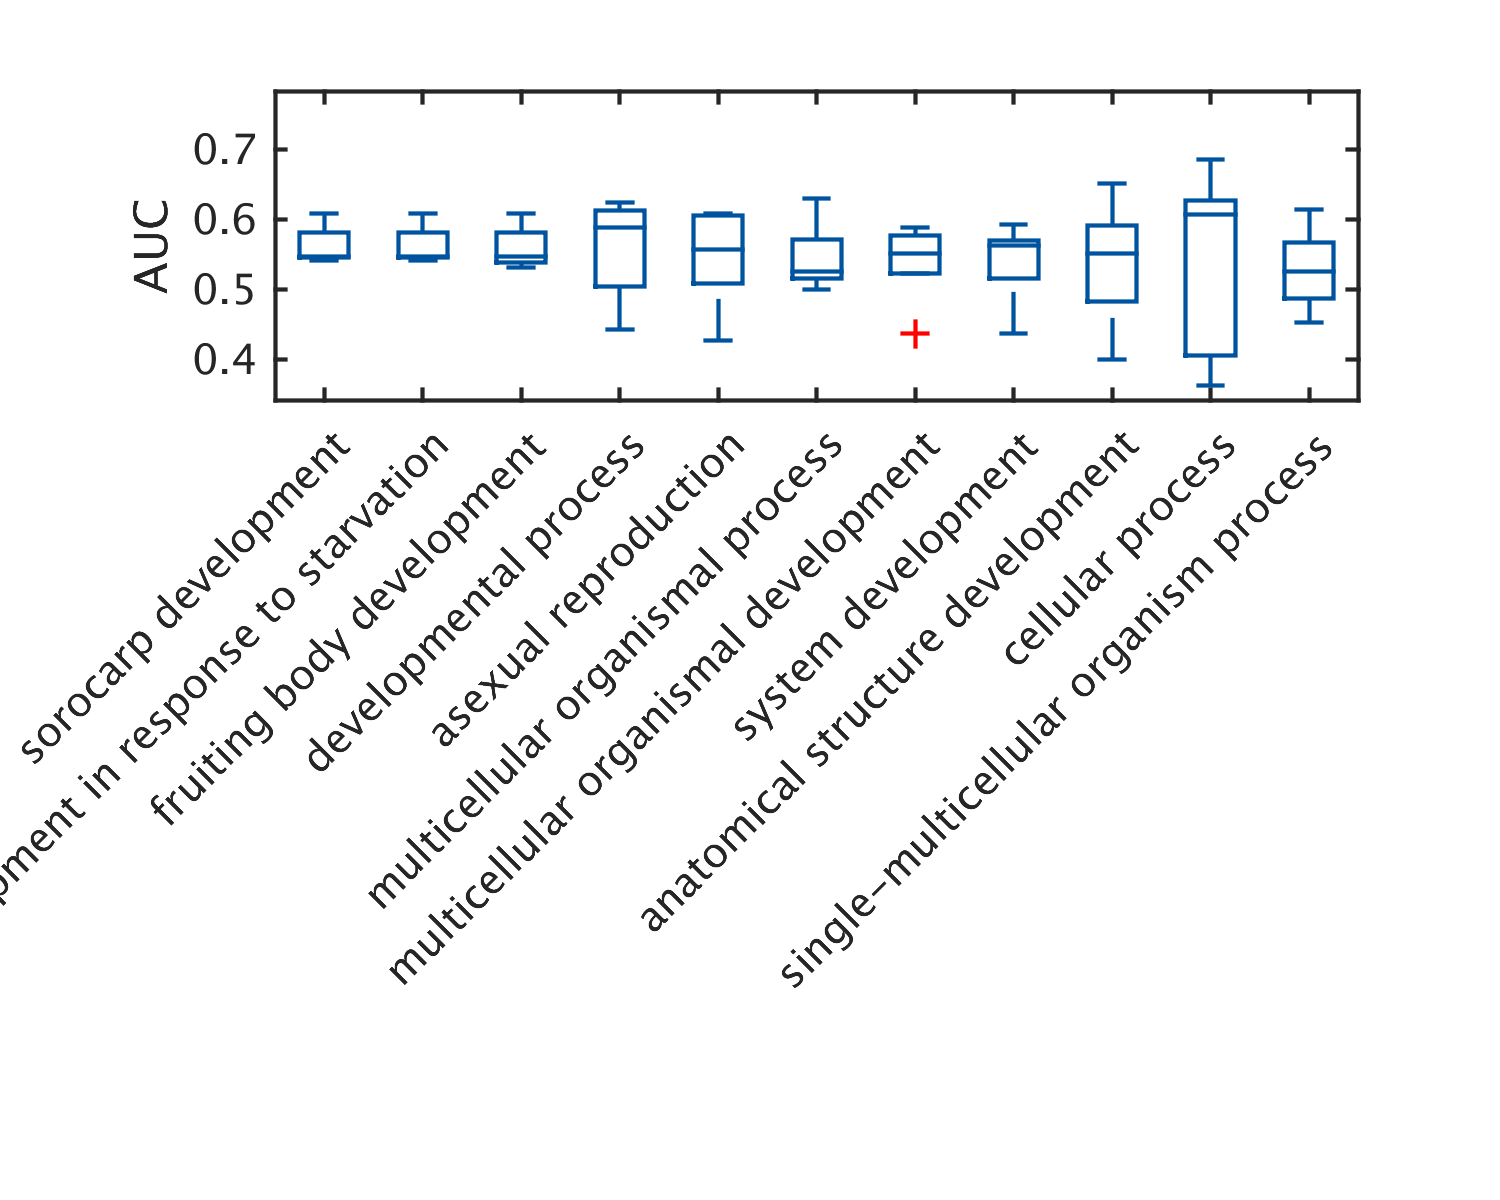 AUC
0.7
0.6
0.5
0.4
sorocarp development
in response to starvation
fruiting body development
developmental process
asexual reproduction
multicellular organismal process
multicellular organismal development
system development
anatomical structure development
cellular process
single−multicellular organism process